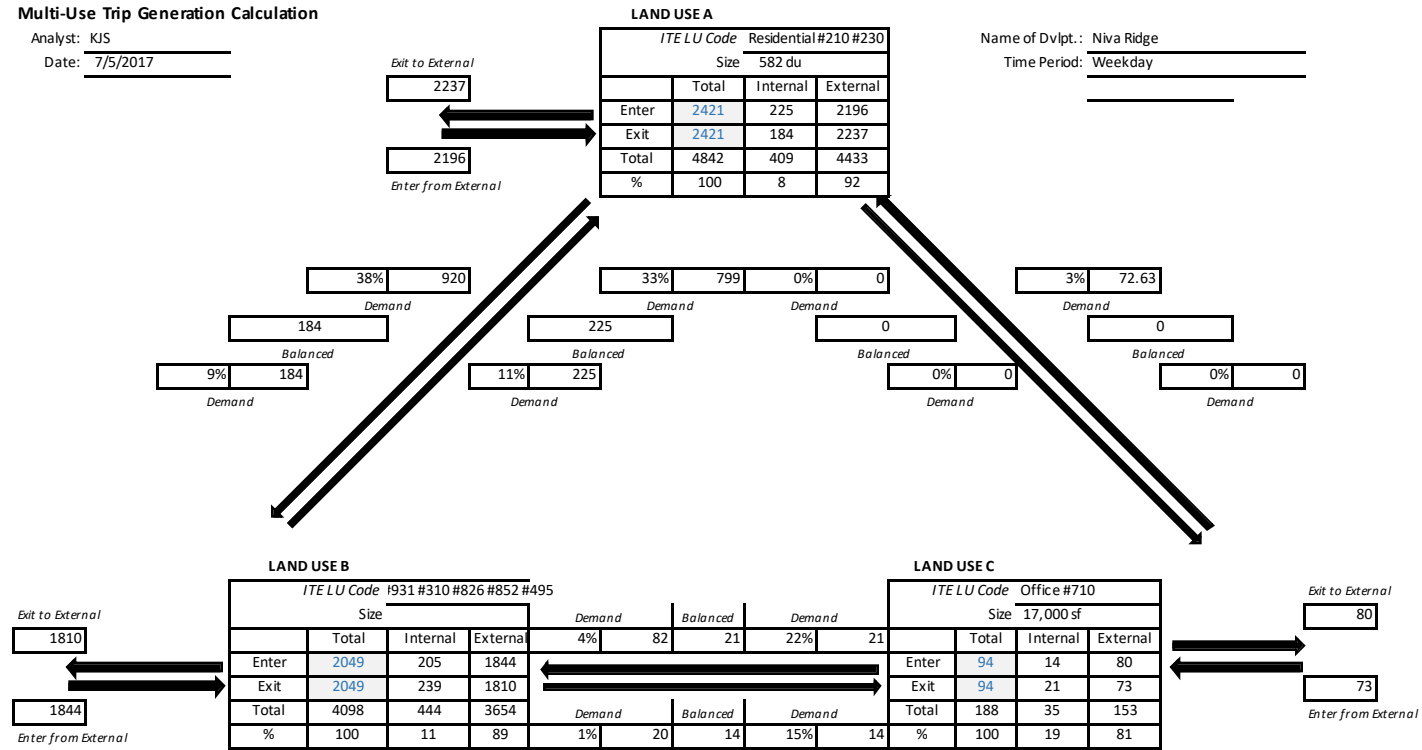 Multi-Use Trip Generation Calculation
Analyst: KJS
Date: 7/5/2017
Name of Dvlpt.: Niva Ridge
Time Period: Weekday
LAND USE A
ITE LU Code Residential #210 #230
Size 582 du
Total Internal External
Enter 2421 225 2196
Exit 2421 184 2237
Total 4842 409 4433
% 100 8 92
Exit to External
2237
2196
Enter from External
38% 920 33% 799 0% 0 3% 72.63
Demand Demand Demand Demand
184 225 0 0
Balanced Balanced Balanced Balanced
9% 184 11% 225 0% 0 0% 0
Demand Demand Demand Demand
LAND USE B
ITE LU Code #931 #310 #826 #852 #495
Size
Total Internal External
Enter 2049 205 1844
Exit 2049 239 1810
Total 4098 444 3654
% 100 11 89
Exit to External
1810
1844
Enter from External
Demand Balanced Demand
4% 82 21 22% 21
Demand Balanced Demand
1% 20 14 15% 14
LAND USE C
ITE LU Code Office #710
Size 17,000 sf
Total Internal External
Enter 94 14 80
Exit 94 21 73
Total 188 35 153
% 100 19 81
Exit to External
80
73
Enter from External